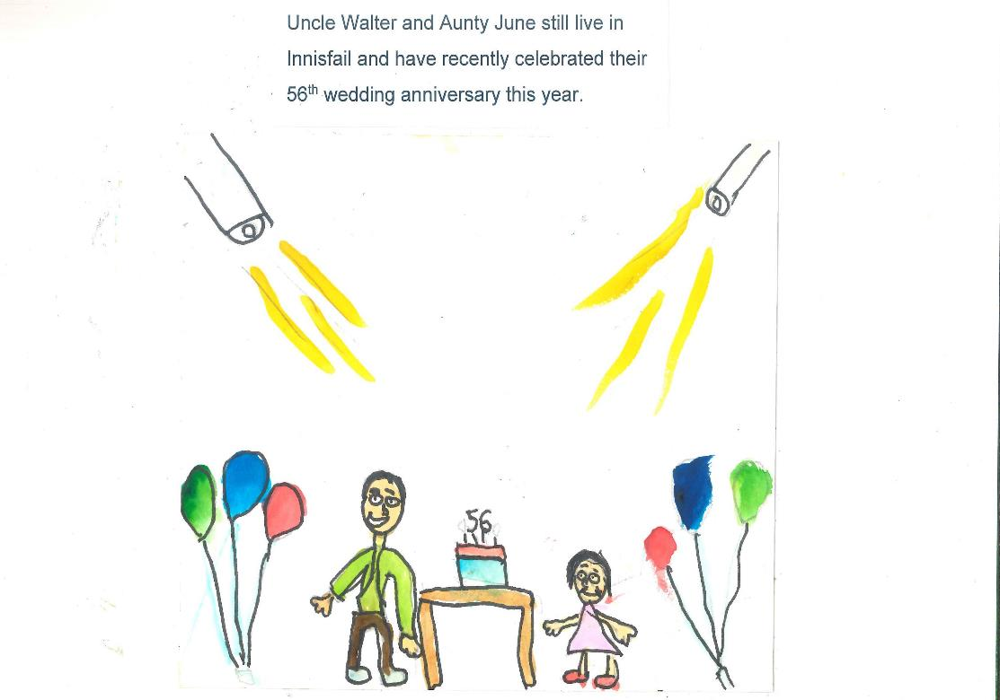 Uncle Walter and Aunty June still live in
Innisfail and have recently celebrated their
56th wedding anniversary this year.
56